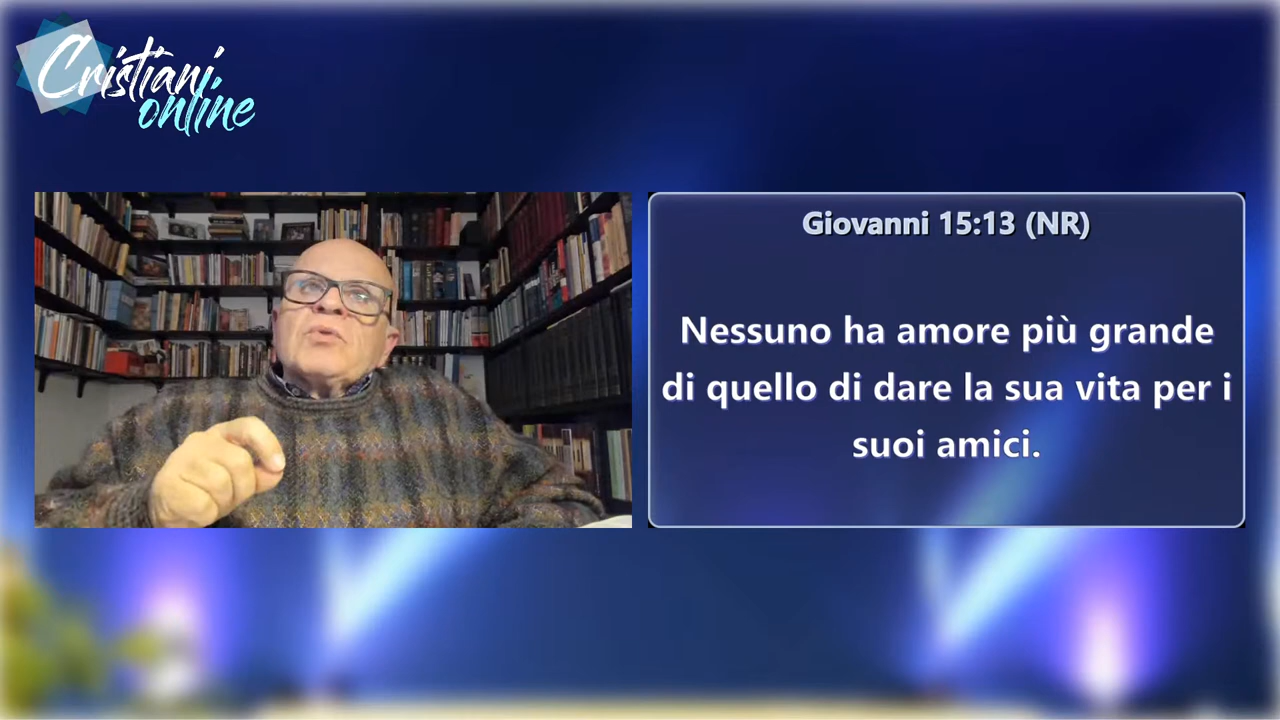 Cristiani
online
Giovanni 15:13 (NR)
Nessuno ha amore più grande
di quello di dare la sua vita per i
suoi amici.